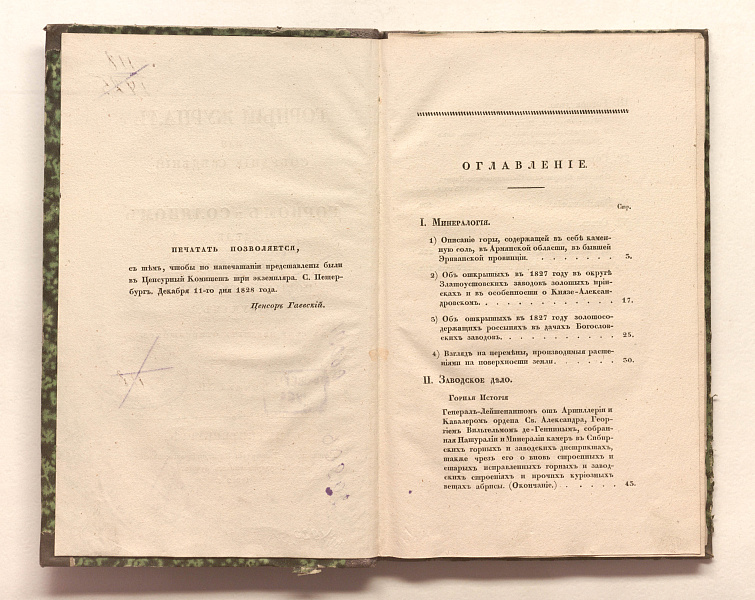 ПЕЧАТАТЬ ПОЗВОЛЯЕТСЯ,
съ тѣмъ, чтобы по напечатаніи представлены были
въ Ценсурный Комитетъ три экземпляра. С. Петер-
бургъ. Декабря 11-го дня 1828 года.
Ценсоръ Гаевскій.
ОГЛАВЛЕНІЕ.
Стр.
I. Минералогія.
1) Описаніе горы, содержащей въ себѣ камен-
ную соль, въ Армянской области, въ бывшей
Эриванской провинціи. . . . . . . . . 3.
2) Объ открытыхъ въ 1827 году въ округѣ
Златоустовскихъ заводовъ золотыхъ прі-
искахъ и въ особенности о Князе-Алексан-
дровскомъ. . . . . . . . . . . . . 17.
3) Объ открытыхъ въ 1827 году золотосо-
держащихъ россыпяхъ въ дачахъ Богослов-
скихъ заводовъ. . . . . . . . . . . 25.
4) Взглядъ на перемѣны, производимыя расте-
ніями на поверхности земли . . . . . . 30.
II. Заводское дѣло.
Горная Исторія
Генералъ-Лейтенантомъ отъ Артиллеріи и
Кавалеромъ ордена Св. Александра, Геор-
гіемъ Вильгельмомъ де-Геннинымъ, собран-
ная Натураліи и Минераліи камеръ въ Сибир-
скихъ горныхъ и заводскихъ дистриктахъ,
также чрезъ его о вновь строенныхъ и
старыхъ исправленныхъ горныхъ и завод-
скихъ строеніяхъ и прочихъ куріозныхъ
вещахъ абрисы. (Окончаніе.) . . . . . 43.